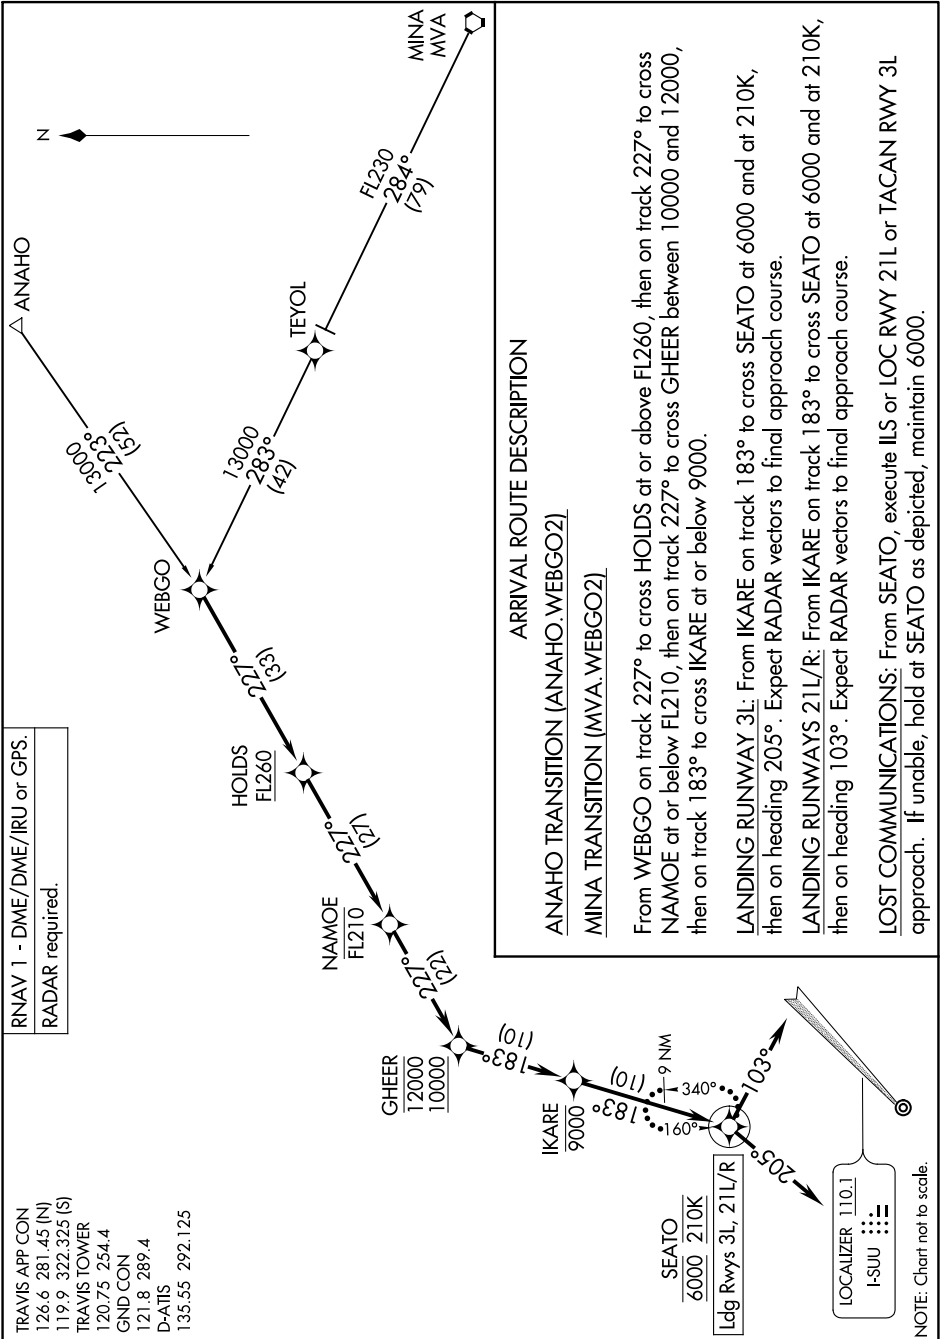 RNAV 1 - DME/DME/IRU or GPS.
RADAR required.
TRAVIS APP CON
126.6 281.45 (N)
119.9 322.325 (S)
TRAVIS TOWER
120.75 254.4
GND CON
121.8 289.4
D-ATIS
135.55 292.125
N
ANAHO
13000
223°
(52)
MINA
MVA
FL230
284°
(79)
TEYOL
13000
283°
(42)
WEBGO
227°
(33)
HOLDS
FL260
227°
(27)
NAMOE
FL210
227°
(22)
GHEER
12000
10000
183°
(10)
IKARE
9000
183°
(10)
9 NM
340°
160°
SEATO
6000 210K
Ldg Rwys 3L, 21L/R
103°
205°
LOCALIZER 110.1
I-SUU
NOTE: Chart not to scale.
ARRIVAL ROUTE DESCRIPTION
ANAHO TRANSITION (ANAHO.WEBGO2)
MINA TRANSITION (MVA.WEBGO2)
From WEBGO on track 227° to cross HOLDS at or above FL260, then on track 227° to cross
NAMOE at or below FL210, then on track 227° to cross GHEER between 10000 and 12000,
then on track 183° to cross IKARE at or below 9000.
LANDING RUNWAY 3L: From IKARE on track 183° to cross SEATO at 6000 and at 210K,
then on heading 205°. Expect RADAR vectors to final approach course.
LANDING RUNWAYS 21L/R: From IKARE on track 183° to cross SEATO at 6000 and at 210K,
then on heading 103°. Expect RADAR vectors to final approach course.
LOST COMMUNICATIONS: From SEATO, execute ILS or LOC RWY 21L or TACAN RWY 3L
approach. If unable, hold at SEATO as depicted, maintain 6000.